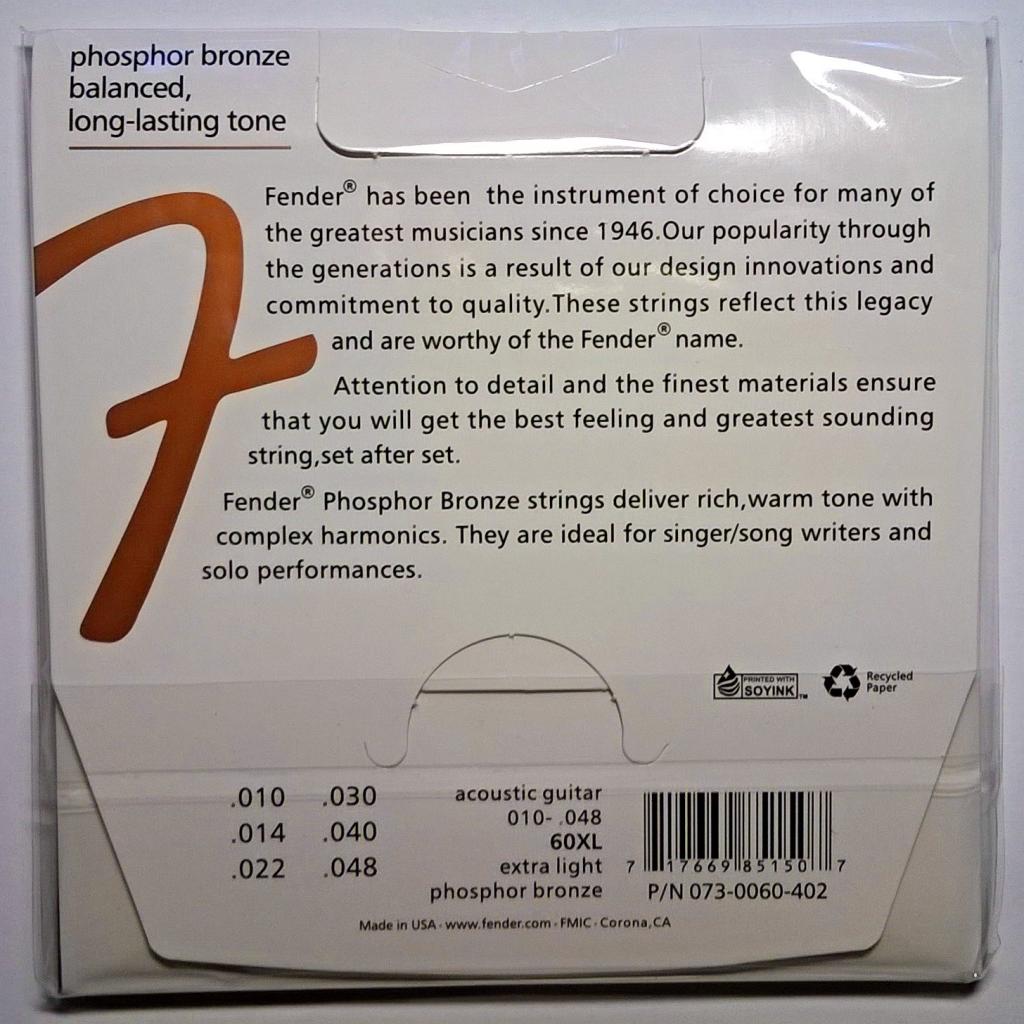 phosphor bronze
balanced,
long-lasting tone
Fender® has been the instrument of choice for many of
the greatest musicians since 1946.Our popularity through
the generations is a result of our design innovations and
commitment to quality.These strings reflect this legacy
and are worthy of the Fender® name.
Attention to detail and the finest materials ensure
that you will get the best feeling and greatest sounding
string,set after set.
Fender® Phosphor Bronze strings deliver rich,warm tone with
complex harmonics. They are ideal for singer/song writers and
solo performances.
PRINTED WITH
SOYINK™
Recycled
Paper
.010 .030
.014 .040
.022 .048
acoustic guitar
010- .048
60XL
extra light
phosphor bronze
7 17669 85150 7
P/N 073-0060-402
Made in USA · www.fender.com · FMIC · Corona,CA